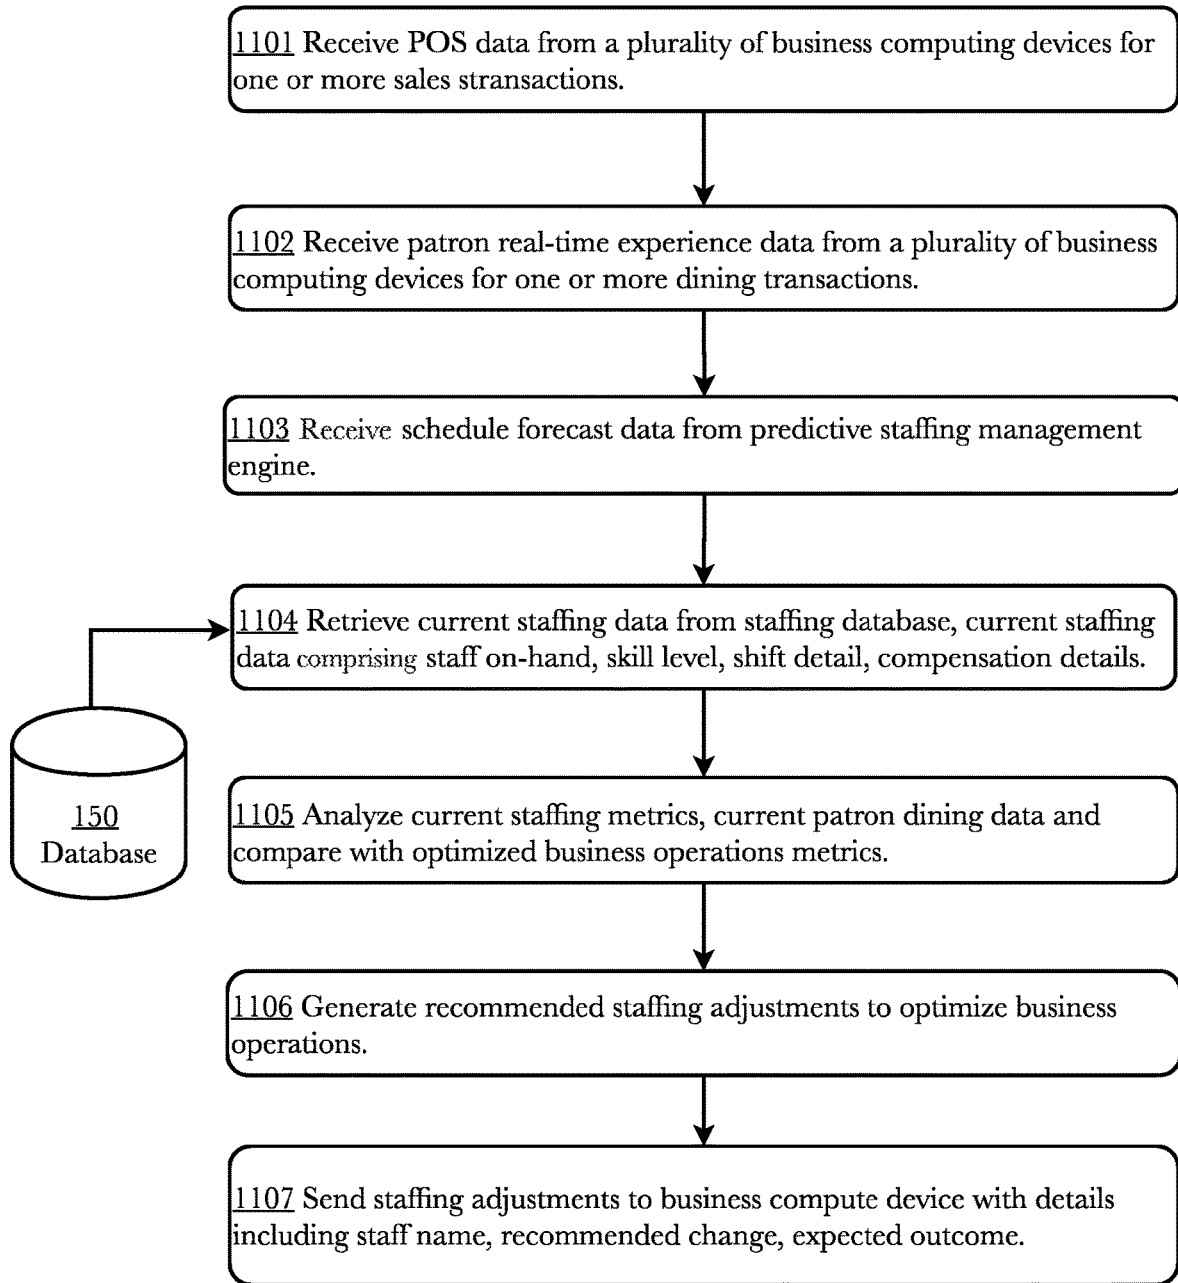 1101 Receive POS data from a plurality of business computing devices for
one or more sales stransactions.
1102 Receive patron real-time experience data from a plurality of business
computing devices for one or more dining transactions.
1103 Receive schedule forecast data from predictive staffing management
engine.
1104 Retrieve current staffing data from staffing database, current staffing
data comprising staff on-hand, skill level, shift detail, compensation details.
150
Database
1105 Analyze current staffing metrics, current patron dining data and
compare with optimized business operations metrics.
1106 Generate recommended staffing adjustments to optimize business
operations.
1107 Send staffing adjustments to business compute device with details
including staff name, recommended change, expected outcome.